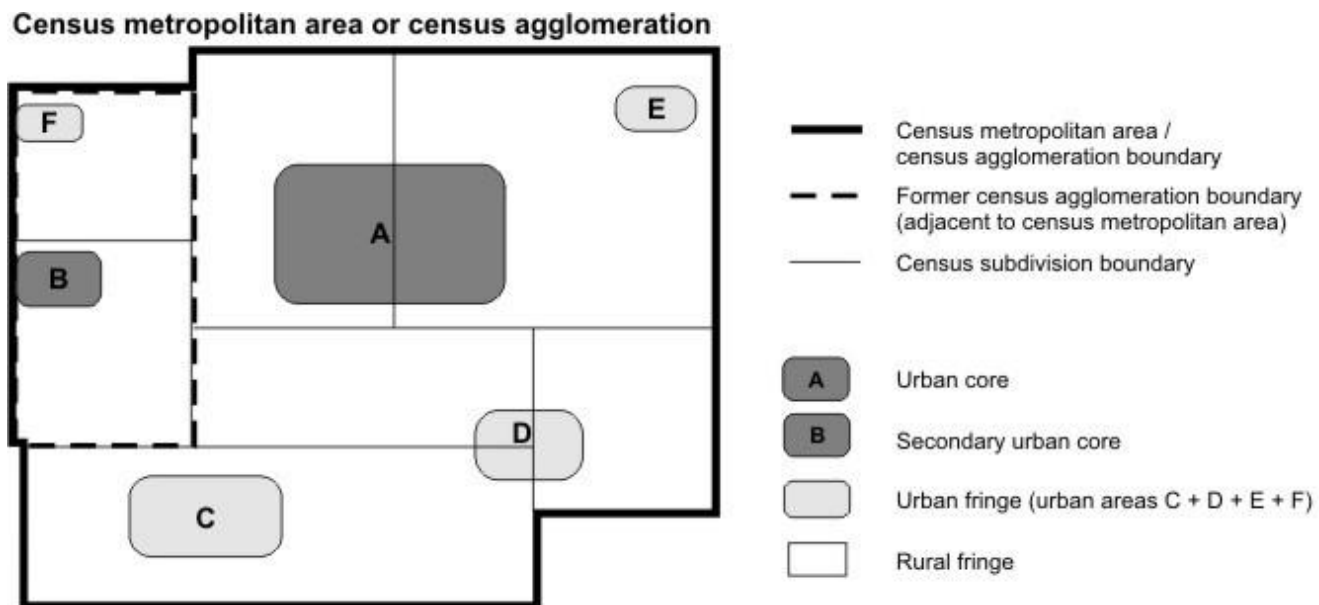 Census metropolitan area or census agglomeration
F
E
A
B
D
C
Census metropolitan area /
census agglomeration boundary
Former census agglomeration boundary
(adjacent to census metropolitan area)
Census subdivision boundary
A
Urban core
B
Secondary urban core
Urban fringe (urban areas C + D + E + F)
Rural fringe